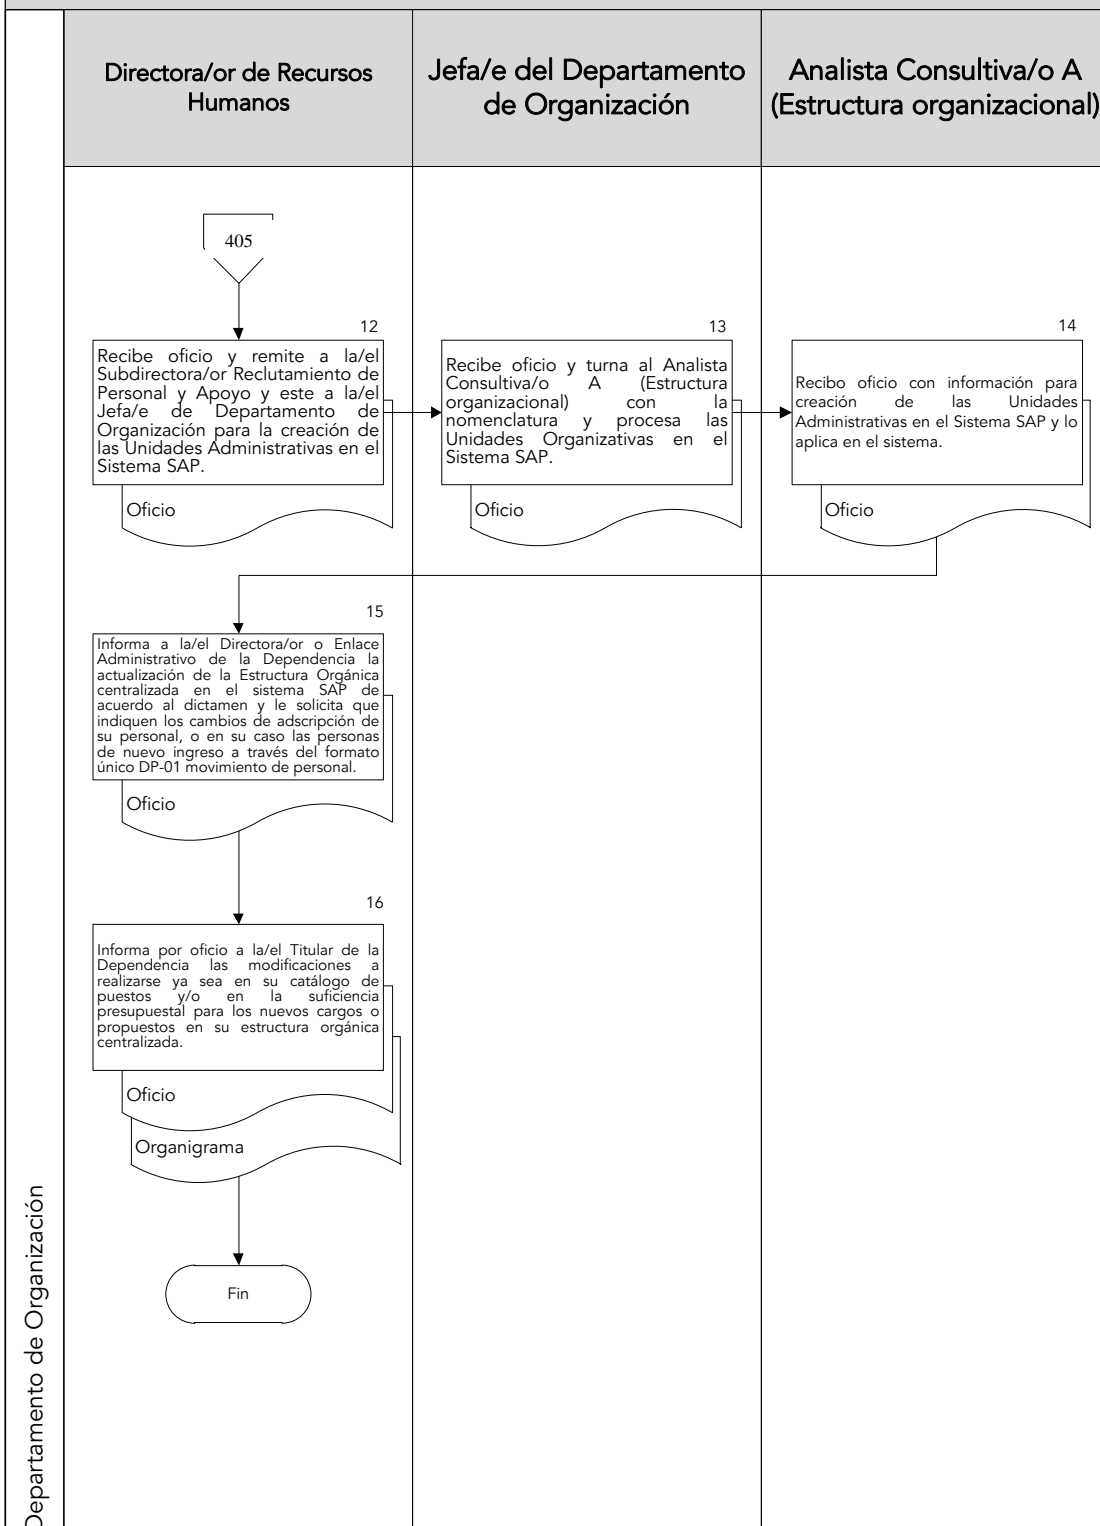 Directora/or de Recursos
Humanos
Jefa/e del Departamento
de Organización
Analista Consultiva/o A
(Estructura organizacional)
405
12
Recibe oficio y remite a la/el
Subdirectora/or Reclutamiento de
Personal y Apoyo y este a la/el
Jefa/e de Departamento de
Organización para la creación de
las Unidades Administrativas en el
Sistema SAP.
Oficio
13
Recibe oficio y turna al Analista
Consultiva/o A (Estructura
organizacional) con la
nomenclatura y procesa las
Unidades Organizativas en el
Sistema SAP.
Oficio
14
Recibo oficio con información para
creación de las Unidades
Administrativas en el Sistema SAP y lo
aplica en el sistema.
Oficio
15
Informa a la/el Directora/or o Enlace
Administrativo de la Dependencia la
actualización de la Estructura Orgánica
centralizada en el sistema SAP de
acuerdo al dictamen y le solicita que
indiquen los cambios de adscripción de
su personal, o en su caso las personas
de nuevo ingreso a través del formato
único DP-01 movimiento de personal.
Oficio
16
Informa por oficio a la/el Titular de la
Dependencia las modificaciones a
realizarse ya sea en su catálogo de
puestos y/o en la suficiencia
presupuestal para los nuevos cargos o
propuestos en su estructura orgánica
centralizada.
Oficio
Organigrama
Fin
Departamento de Organización